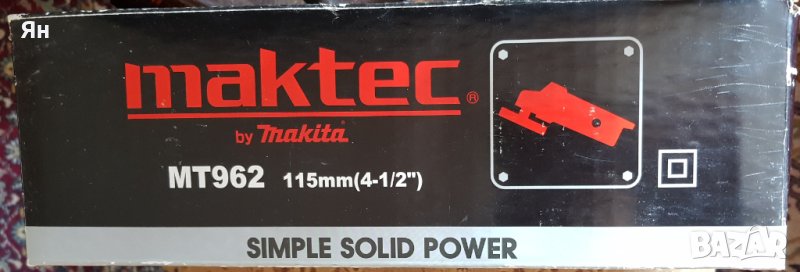 Ян
maktec®
by makita
MT962 115mm(4-1/2")
SIMPLE SOLID POWER
BAZAR